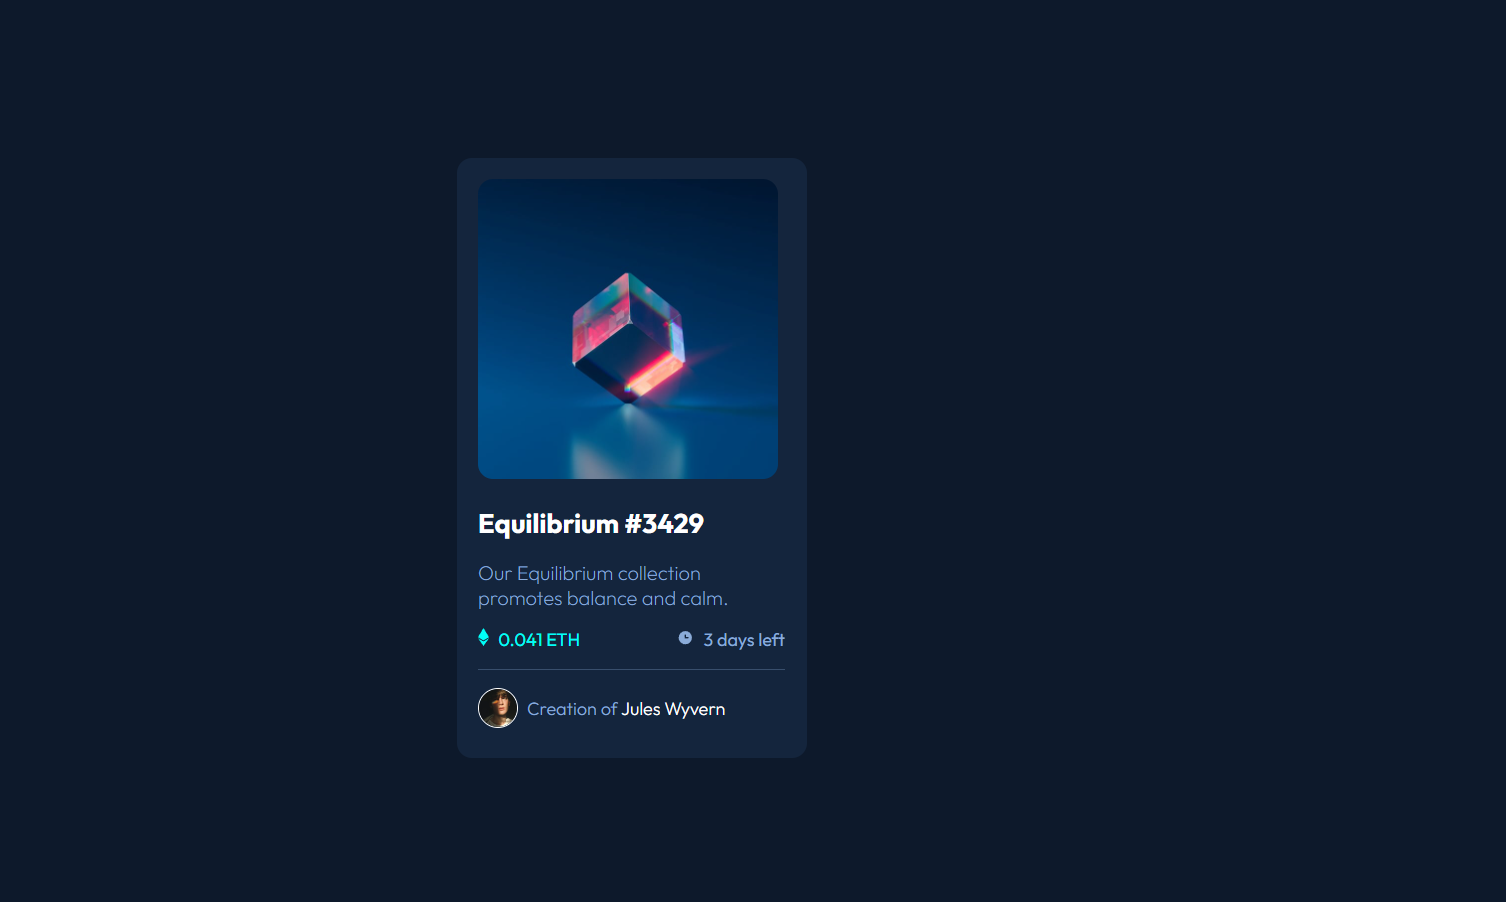 Equilibrium #3429
Our Equilibrium collection
promotes balance and calm.
0.041 ETH
3 days left
Creation of Jules Wyvern